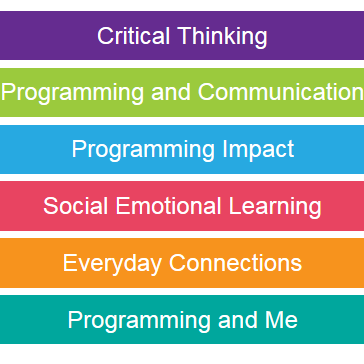 Critical Thinking
Programming and Communication
Programming Impact
Social Emotional Learning
Everyday Connections
Programming and Me